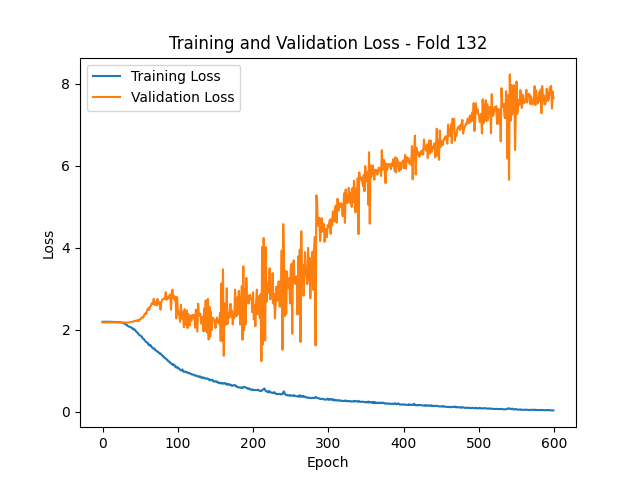 Training and Validation Loss - Fold 132
Training Loss
Validation Loss
Loss
8
6
4
2
0
0 100 200 300 400 500 600
Epoch